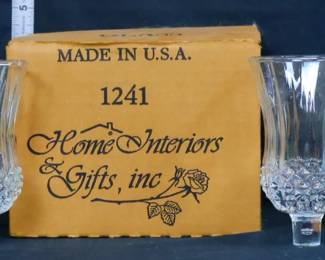 MADE IN U.S.A.
1241
Home Interiors
& Gifts, inc